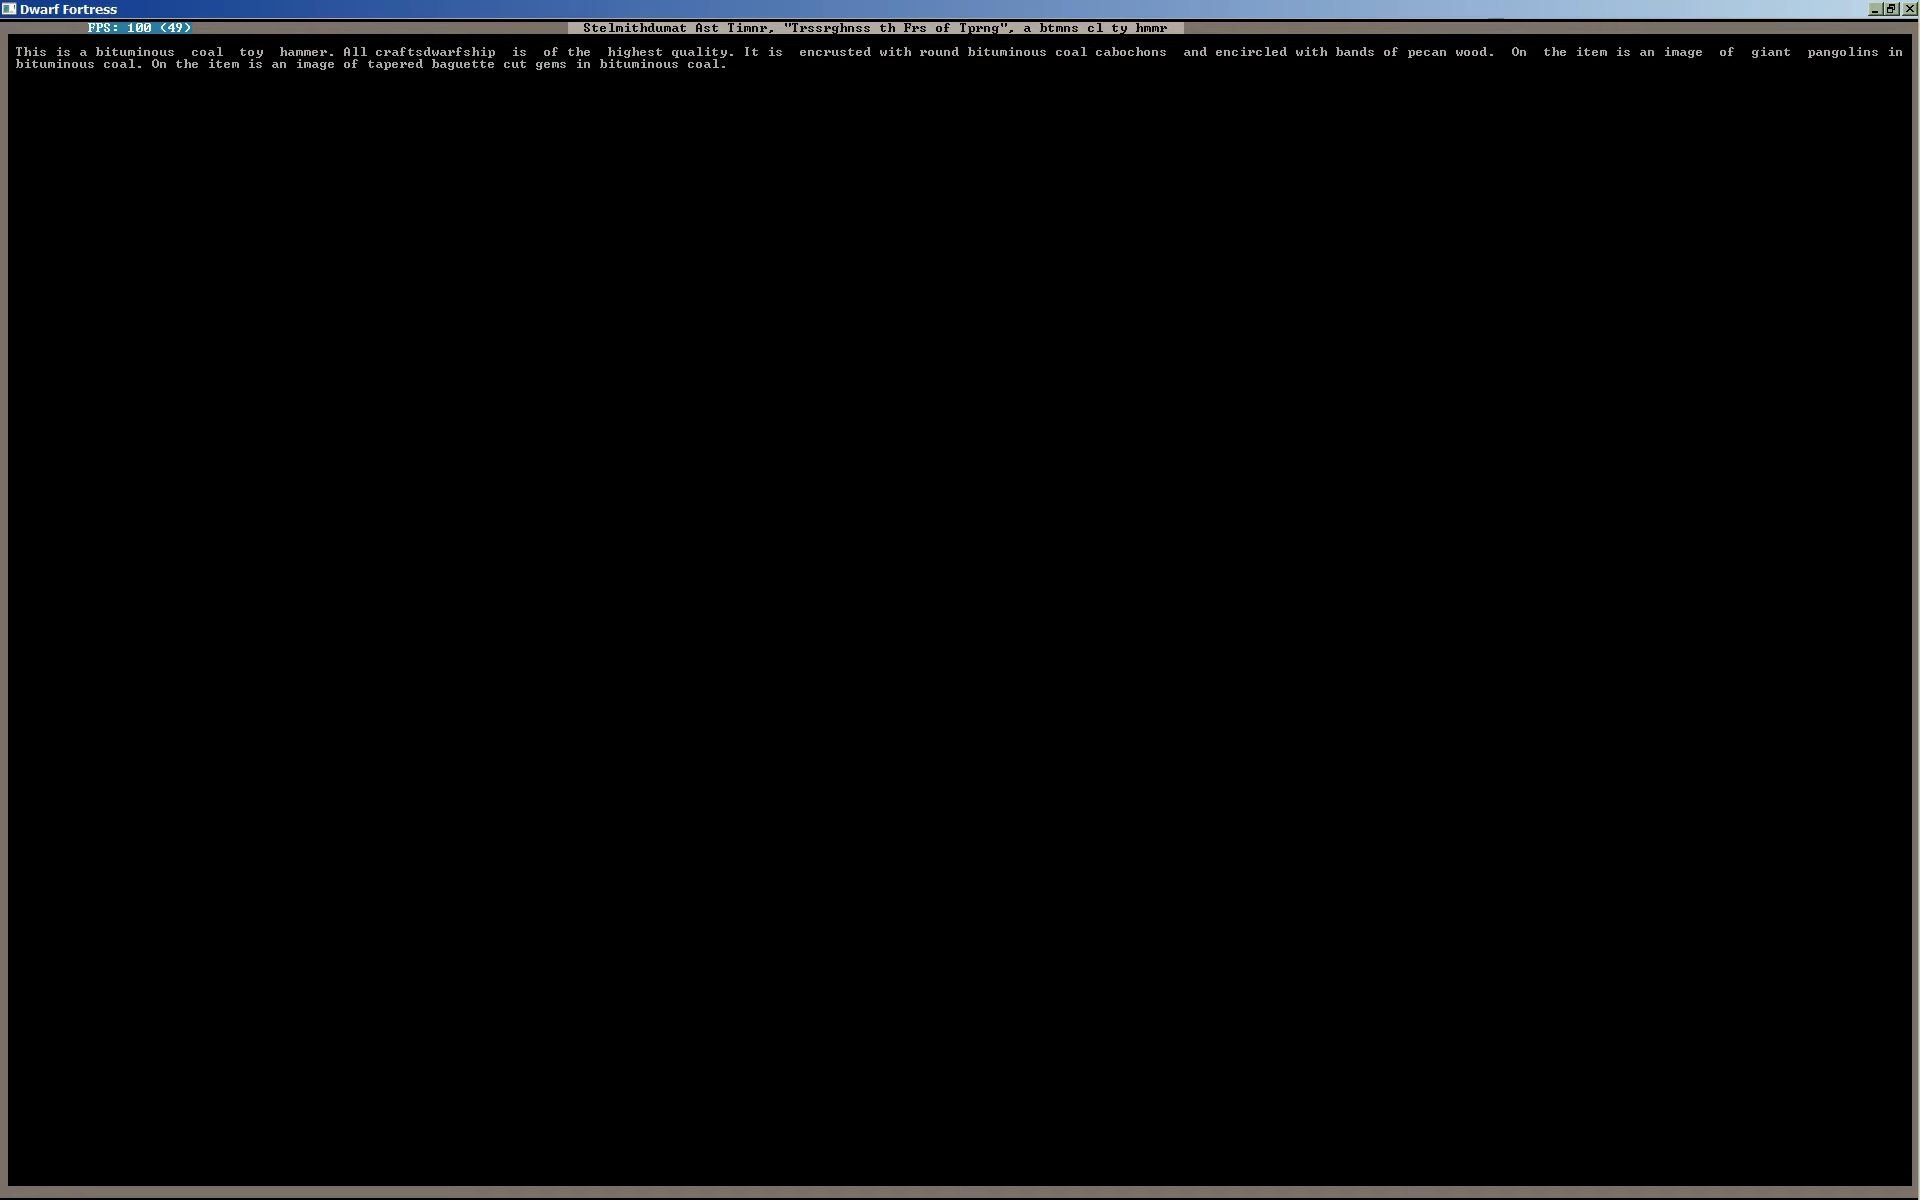 Dwarf Fortress
FPS: 100 (49)
Stelmithdumat Ast Timnr, "Trssrghnss th Frs of Tprng", a btmns cl ty hmmr
This is a bituminous coal toy hammer. All craftsdwarfship is of the highest quality. It is encrusted with round bituminous coal cabochons and encircled with bands of pecan wood. On the item is an image of giant pangolins in
bituminous coal. On the item is an image of tapered baguette cut gems in bituminous coal.